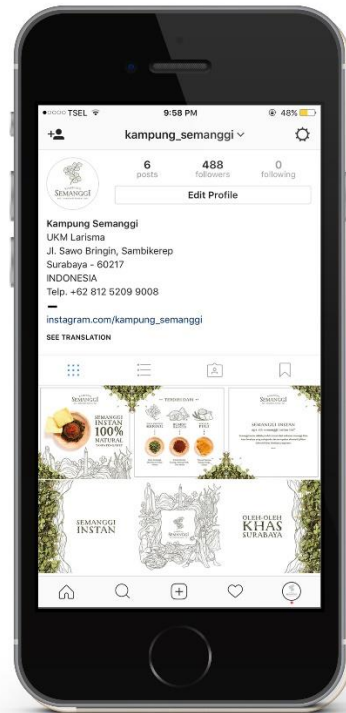 TSEL
9:58 PM
48%
kampung_semanggi
6
posts
488
followers
0
following
Edit Profile
SEMANGGI
Kampung Semanggi
UKM Larisma
Jl. Sawo Bringin, Sambikerep
Surabaya - 60217
INDONESIA
Telp. +62 812 5209 9008
instagram.com/kampung_semanggi
SEE TRANSLATION
SEMANGGI
SEMANGGI
INSTAN
100%
NATURAL
SEMANGGI
SEMANGGI
INSTAN
SEMANGGI
OLEH-OLEH
KHAS
SURABAYA